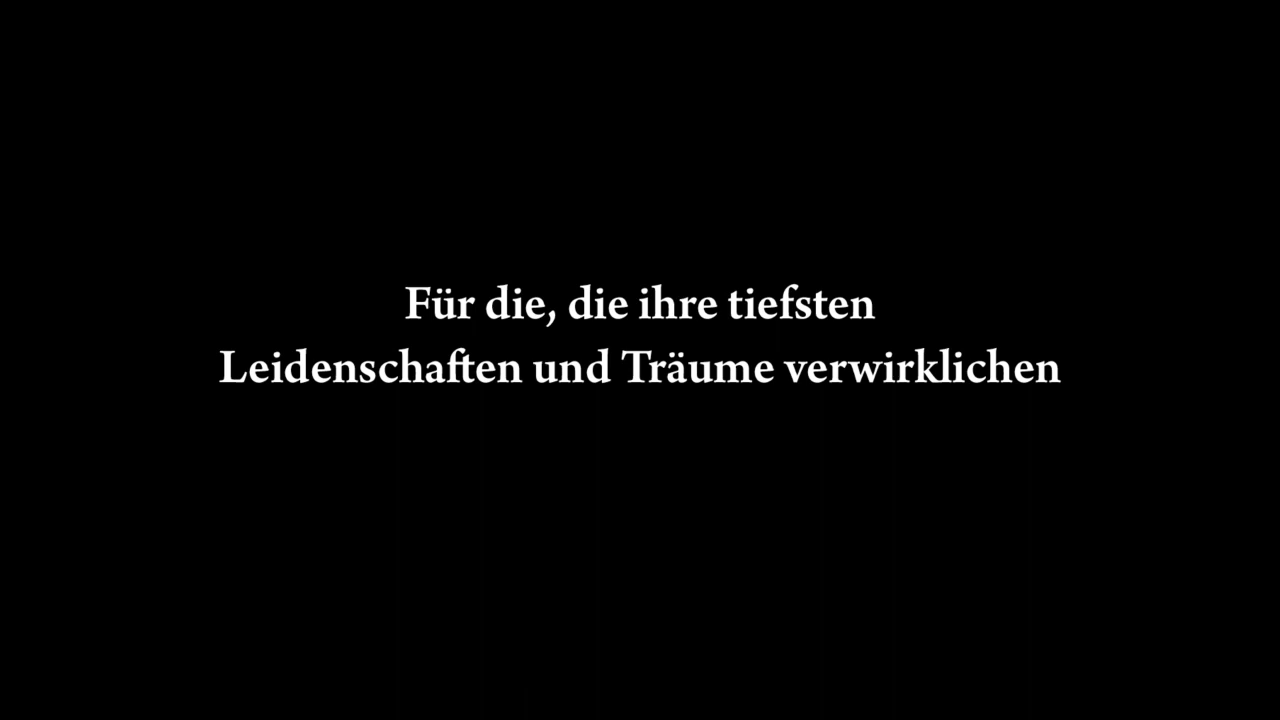 Für die, die ihre tiefsten
Leidenschaften und Träume verwirklichen